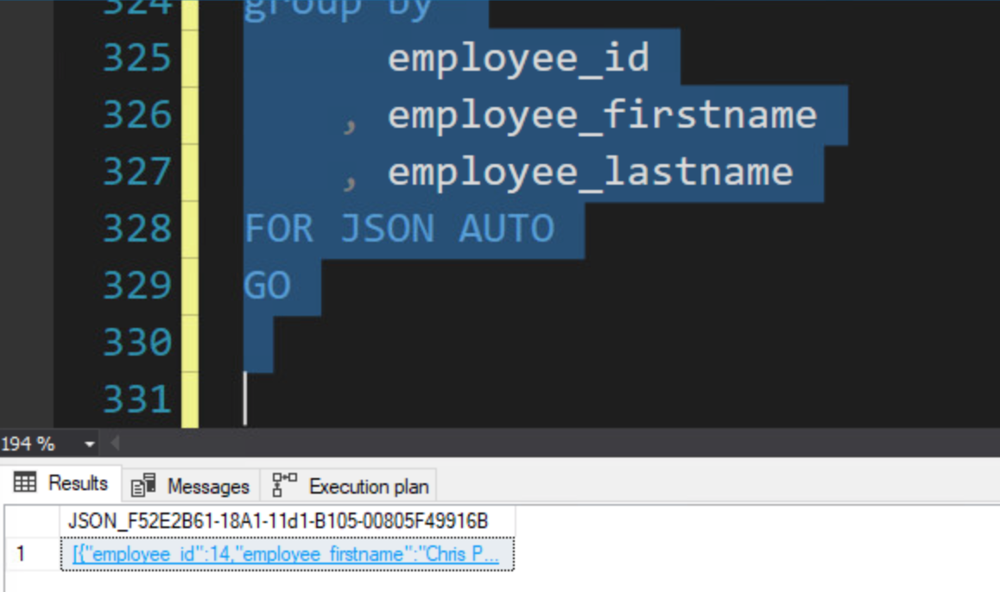 324 group by
325 employee_id
326 , employee_firstname
327 , employee_lastname
328 FOR JSON AUTO
329 GO
330
331
194 %
Results Messages Execution plan
JSON_F52E2B61-18A1-11d1-B105-00805F49916B
1 [{"employee_id":14,"employee_firstname":"Chris P...